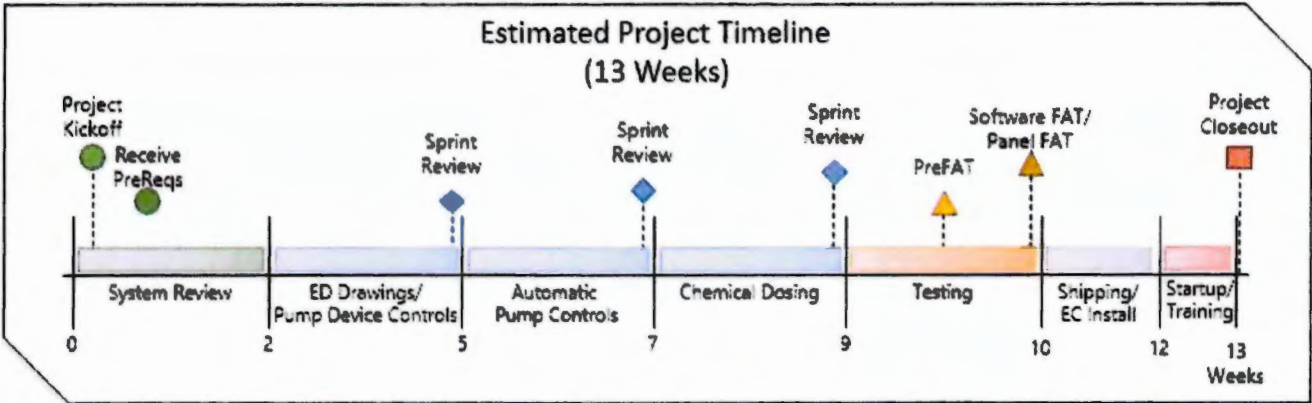 Estimated Project Timeline
(13 Weeks)
Project
Kickoff
Receive
PreReqs
Sprint
Review
Sprint
Review
Sprint
Review
PreFAT
Software FAT/
Panel FAT
Project
Closeout
System Review
ED Drawings/
Pump Device Controls
Automatic
Pump Controls
Chemical Dosing
Testing
Shipping/
EC Install
Startup/
Training
0
2
5
7
9
10
12
13
Weeks